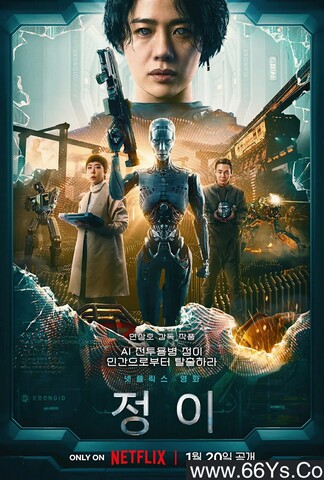 연상호 감독 작품
AI 전투용병 정이
인간으로부터 탈출하라
넷플릭스 영화
정이
KRONOID
ONLY ON NETFLIX | 1월 20일 공개
www.66Ys.Com